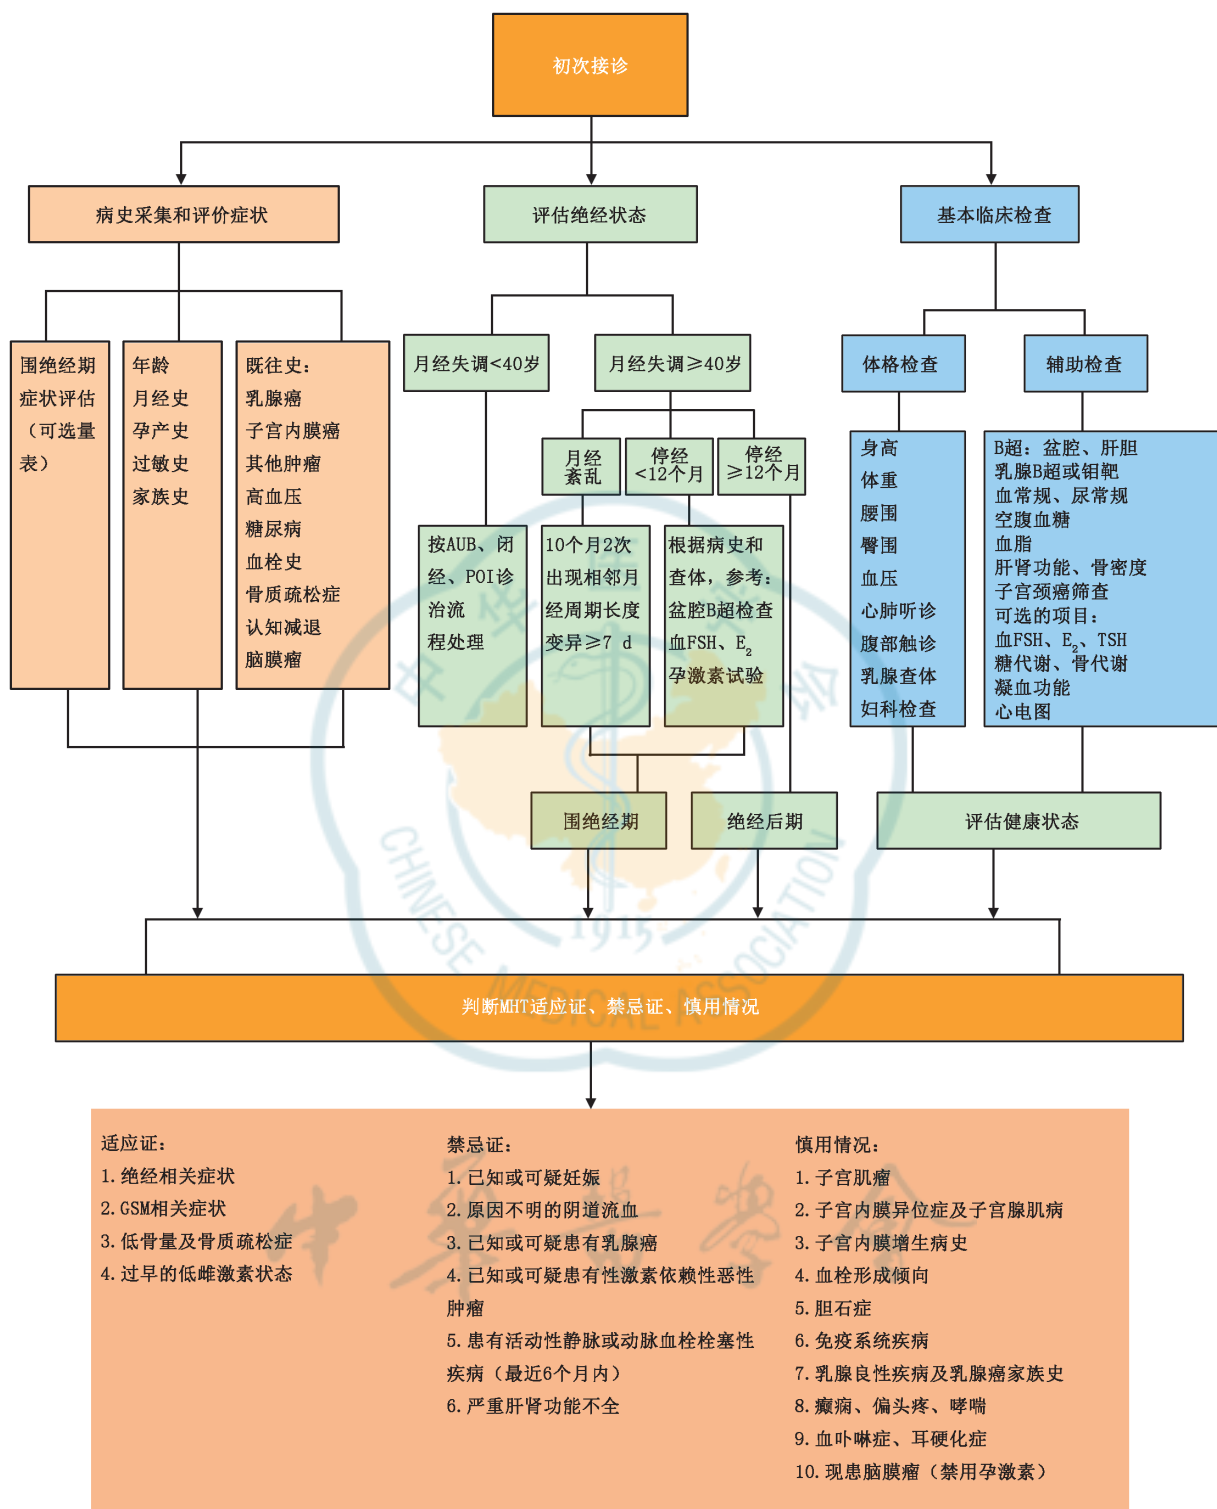 初次接诊
病史采集和评价症状
评估绝经状态
基本临床检查
围绝经期
症状评估
（可选量
表）
年龄
月经史
孕产史
过敏史
家族史
既往史：
乳腺癌
子宫内膜癌
其他肿瘤
高血压
糖尿病
血栓史
骨质疏松症
认知减退
脑膜瘤
月经失调<40岁
月经失调≥40岁
月经
紊乱
停经
<12个月
停经
≥12个月
按AUB、闭
经、POI诊
治流
程处理
10个月2次
出现相邻月
经周期长度
变异≥7 d
根据病史和
查体，参考：
盆腔B超检查
血FSH、E₂
孕激素试验
体格检查
辅助检查
身高
体重
腰围
臀围
血压
心肺听诊
腹部触诊
乳腺查体
妇科检查
B超：盆腔、肝胆
乳腺B超或钼靶
血常规、尿常规
空腹血糖
血脂
肝肾功能、骨密度
子宫颈癌筛查
可选的项目：
血FSH、E₂、TSH
糖代谢、骨代谢
凝血功能
心电图
围绝经期
绝经后期
评估健康状态
判断MHT适应证、禁忌证、慎用情况
适应证：
1.绝经相关症状
2.GSM相关症状
3.低骨量及骨质疏松症
4.过早的低雌激素状态
禁忌证：
1.已知或可疑妊娠
2.原因不明的阴道流血
3.已知或可疑患有乳腺癌
4.已知或可疑患有性激素依赖性恶性
肿瘤
5.患有活动性静脉或动脉血栓栓塞性
疾病（最近6个月内）
6.严重肝肾功能不全
慎用情况：
1.子宫肌瘤
2.子宫内膜异位症及子宫腺肌病
3.子宫内膜增生病史
4.血栓形成倾向
5.胆石症
6.免疫系统疾病
7.乳腺良性疾病及乳腺癌家族史
8.癫痫、偏头疼、哮喘
9.血卟啉症、耳硬化症
10.现患脑膜瘤（禁用孕激素）
中华医学会
1915
CHINESE MEDICAL ASSOCIATION
中华医学会